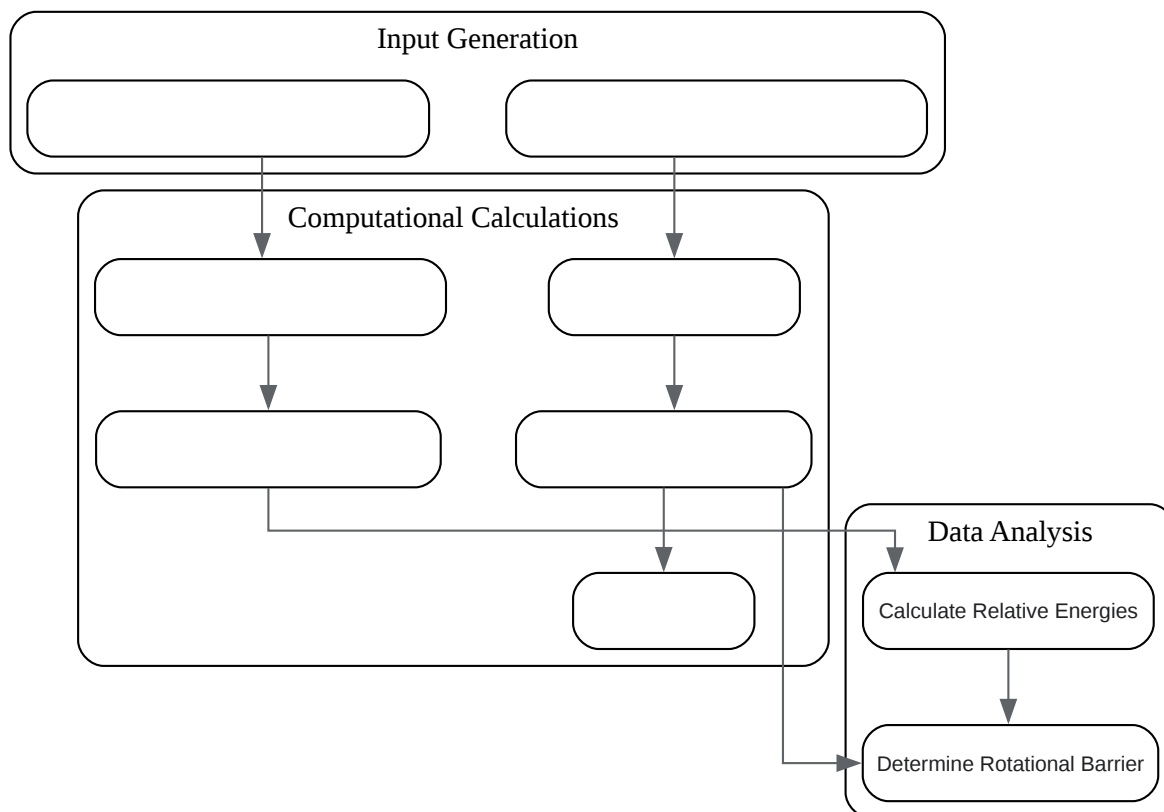 Input Generation
Computational Calculations
Data Analysis
Calculate Relative Energies
Determine Rotational Barrier